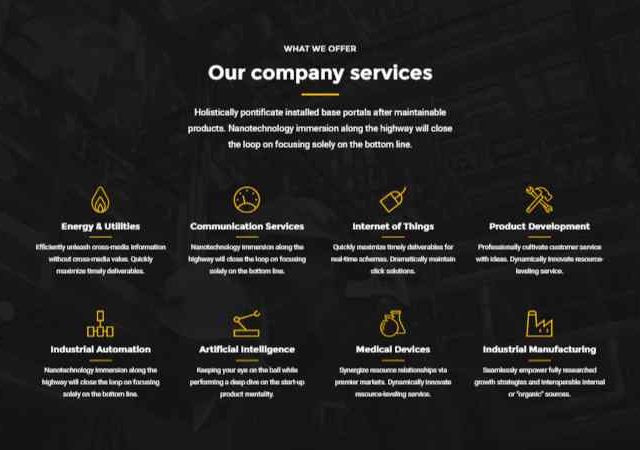 WHAT WE OFFER
Our company services
Holistically pontificate installed base portals after maintainable
products. Nanotechnology immersion along the highway will close
the loop on focusing solely on the bottom line.
Energy & Utilities
Efficiently unleash cross-media information
without cross-media value. Quickly
maximize timely deliverables.
Communication Services
Nanotechnology immersion along the
highway will close the loop on focusing
solely on the bottom line.
Internet of Things
Quickly maximize timely deliverables for
real-time schemas. Dramatically maintain
click solutions.
Product Development
Professionally cultivate customer service
with ideas. Dynamically innovate resource-
leveling service.
Industrial Automation
Nanotechnology immersion along the
highway will close the loop on focusing
solely on the bottom line.
Artificial Intelligence
Keeping your eye on the ball while
performing a deep dive on the start-up
product mentality.
Medical Devices
Synergize resource relationships via
premier markets. Dynamically innovate
resource-leveling service.
Industrial Manufacturing
Seamlessly empower fully researched
growth strategies and interoperable internal
or "organic" sources.